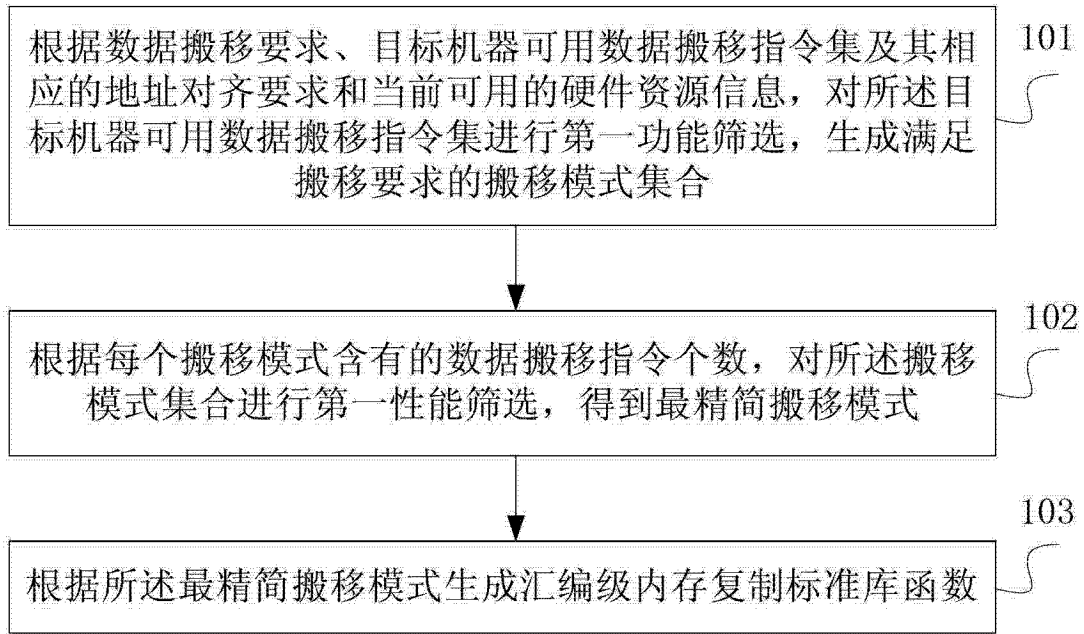 根据数据搬移要求、目标机器可用数据搬移指令集及其相
应的地址对齐要求和当前可用的硬件资源信息，对所述目
标机器可用数据搬移指令集进行第一功能筛选，生成满足
搬移要求的搬移模式集合
101
根据每个搬移模式含有的数据搬移指令个数，对所述搬移
模式集合进行第一性能筛选，得到最精简搬移模式
102
根据所述最精简搬移模式生成汇编级内存复制标准库函数
103